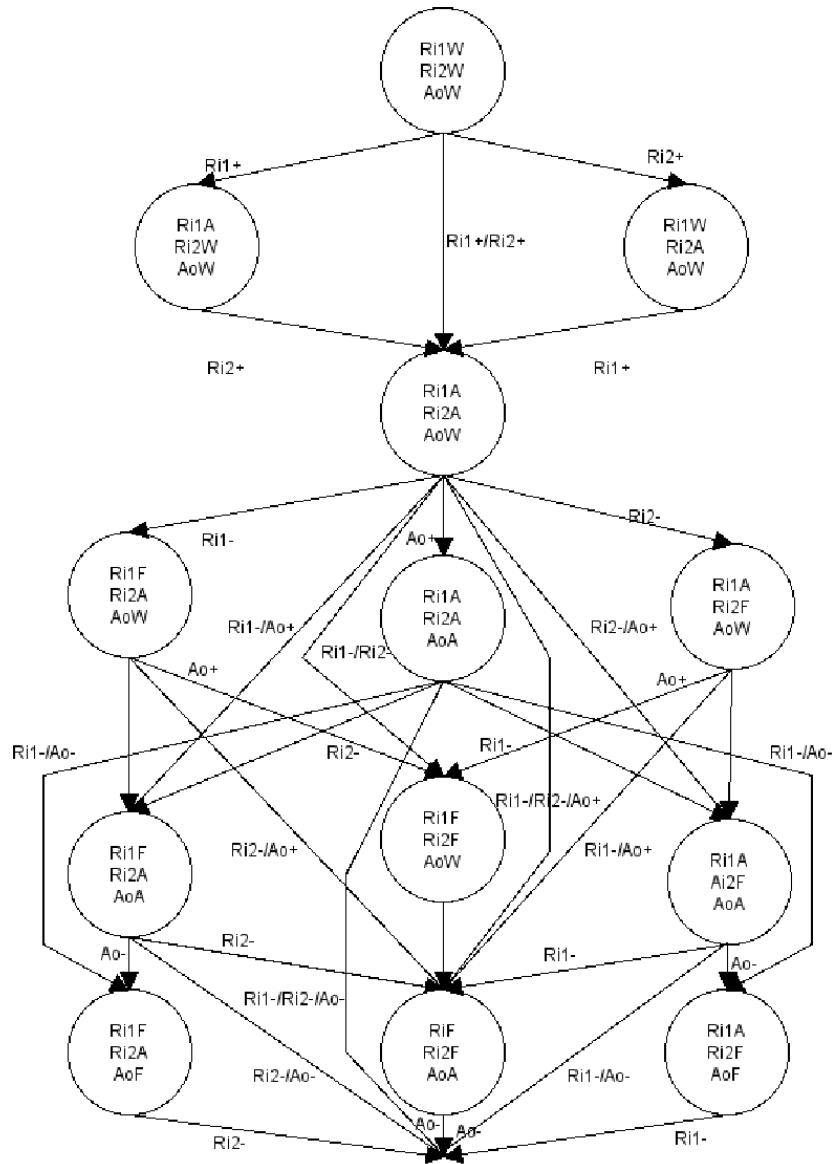 Ri1W
Ri2W
AoW
Ri1+
Ri2+
Ri1A
Ri2W
AoW
Ri1+/Ri2+
Ri1W
Ri2A
AoW
Ri2+
Ri1+
Ri1A
Ri2A
AoW
Ri1-
Ao+
Ri2-
Ri1F
Ri2A
AoW
Ri1A
Ri2A
AoA
Ri1A
Ri2F
AoW
Ri1-/Ao+
Ri1-/Ri2-
Ri2-/Ao+
Ao+
Ao+
Ri1-/Ao-
Ri2-
Ri1-
Ri1-/Ao-
Ri1-/Ri2-/Ao+
Ri1F
Ri2F
AoW
Ri1F
Ri2A
AoA
Ri2-/Ao+
Ri1-/Ao+
Ri1A
Ai2F
AoA
Ao-
Ri2-
Ri1-
Ao-
Ri1-/Ri2-/Ao-
Ri1F
Ri2A
AoF
RiF
Ri2F
AoA
Ri1A
Ri2F
AoF
Ri2-/Ao-
Ri1-/Ao-
Ao-
Ao-
Ri2-
Ri1-